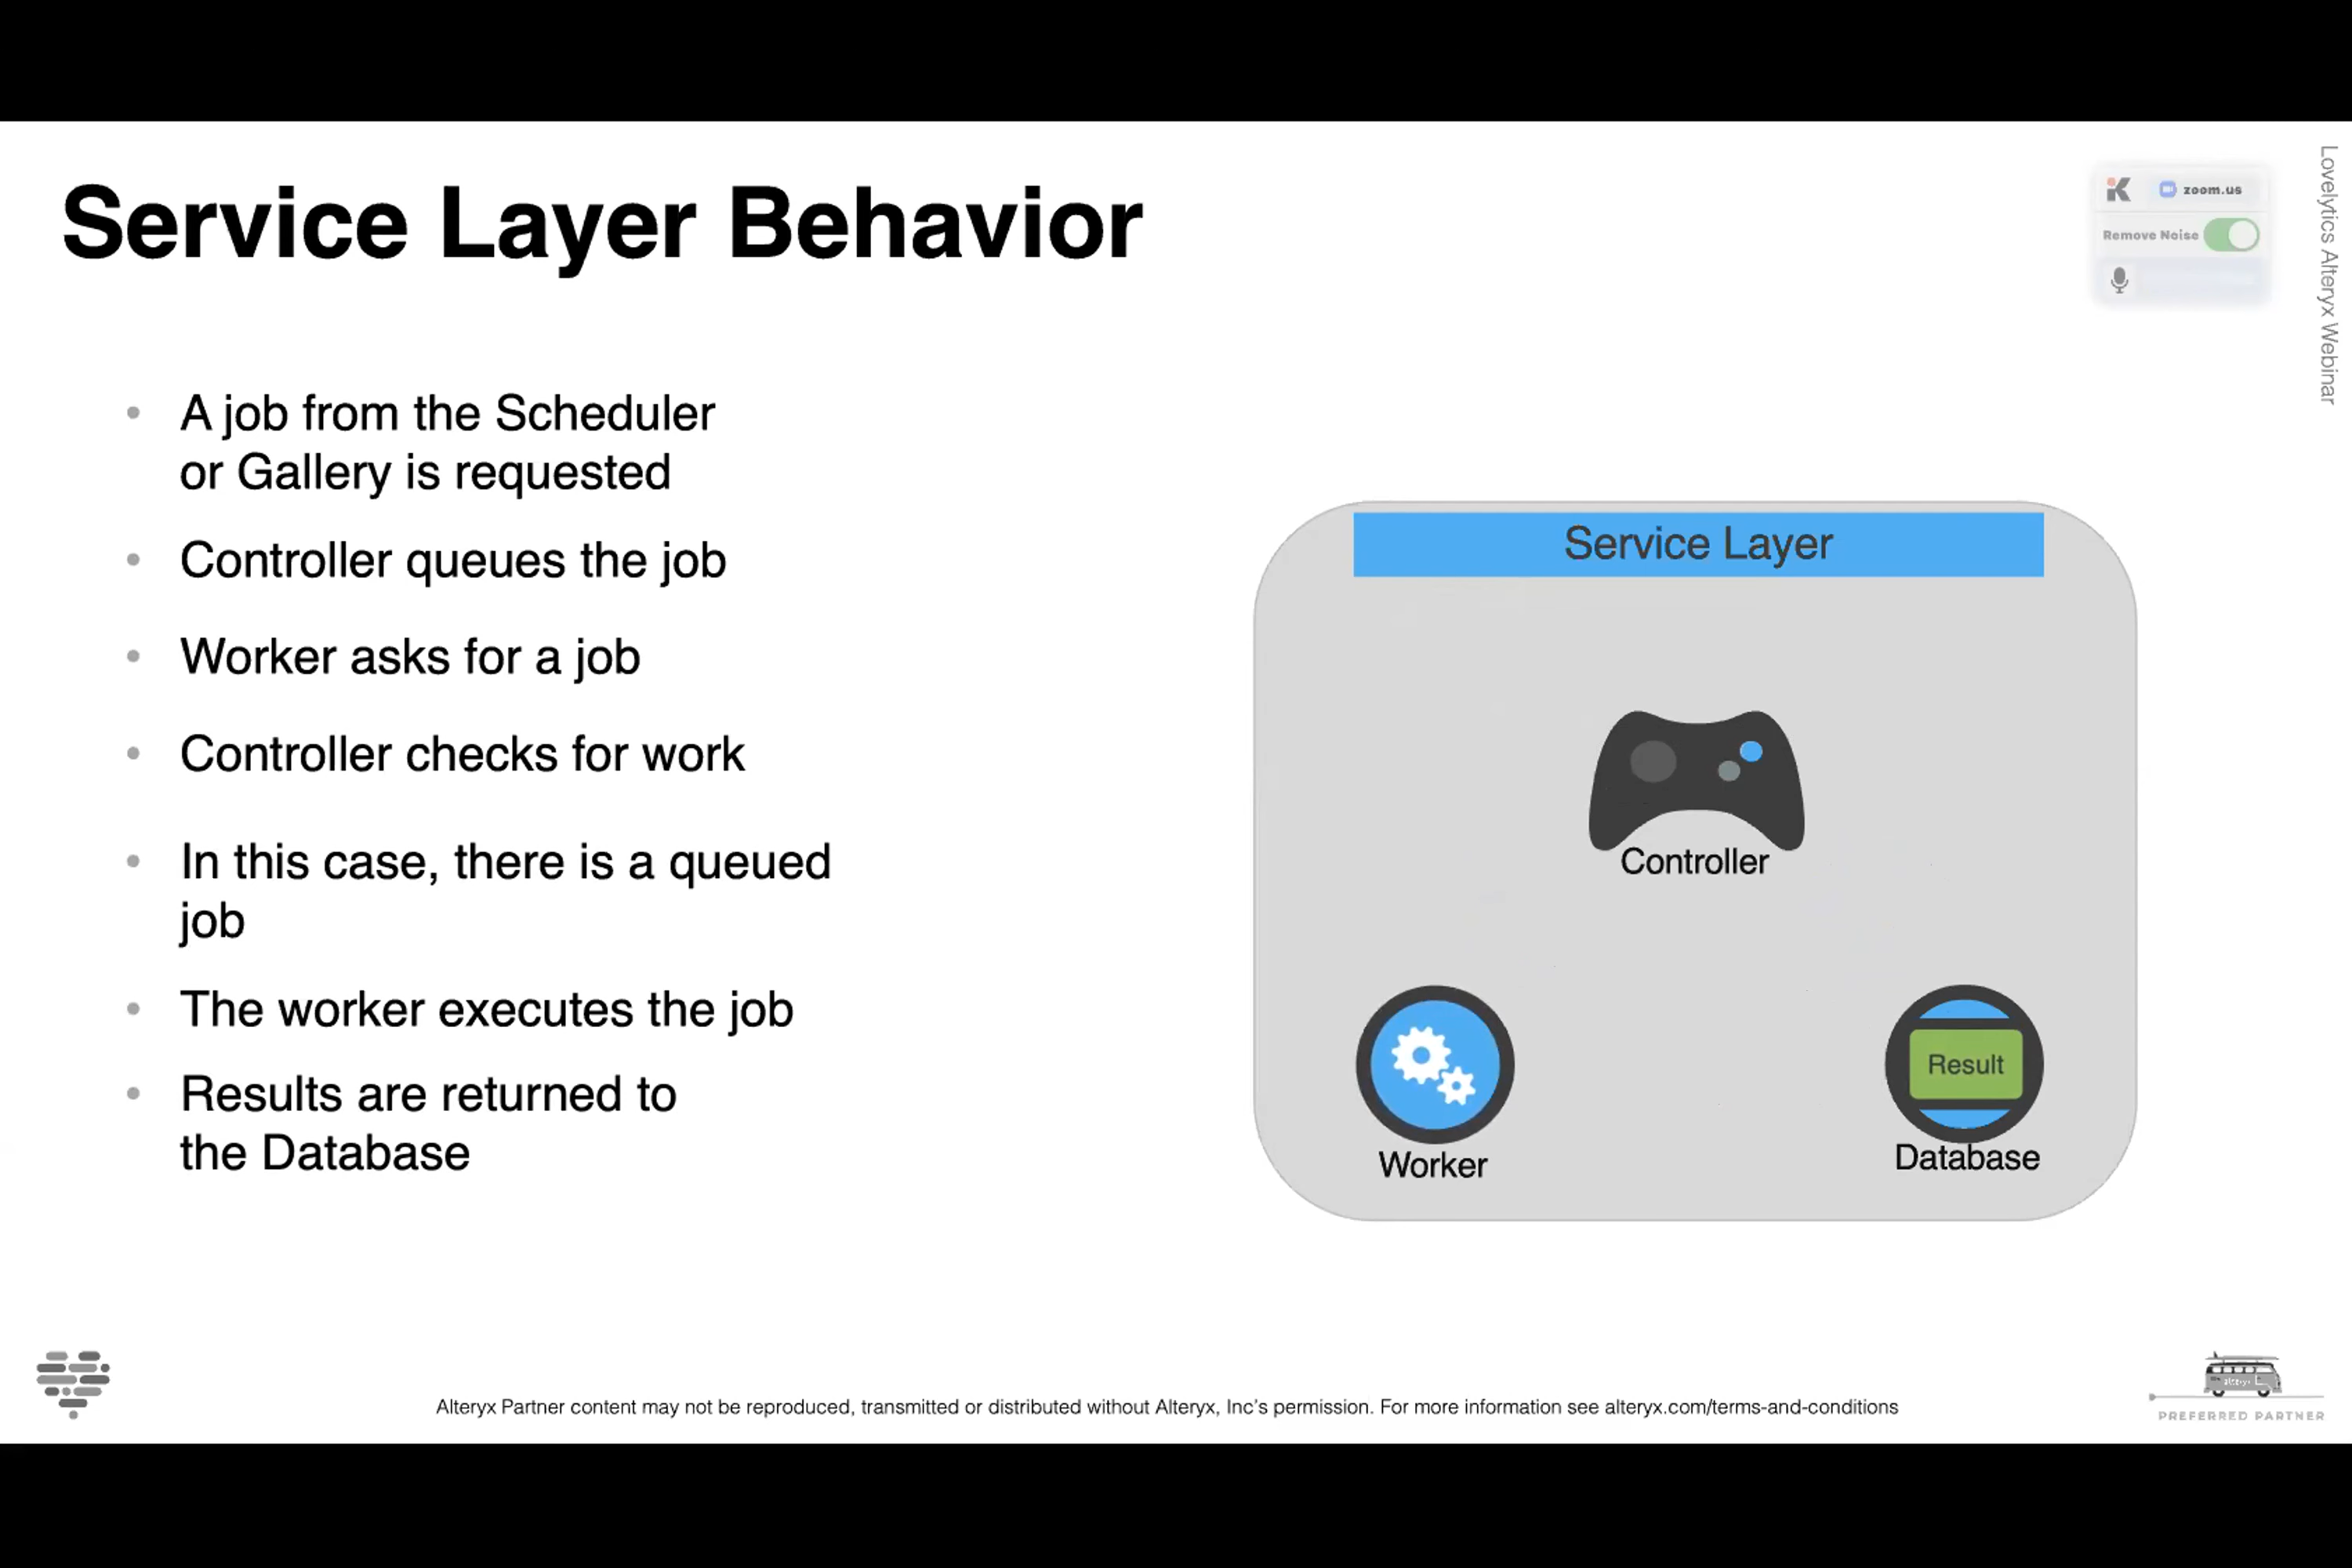 Service Layer Behavior
zoom.us
Remove Noise
Lovelytics Alteryx Webinar
• A job from the Scheduler
or Gallery is requested
• Controller queues the job
• Worker asks for a job
• Controller checks for work
• In this case, there is a queued
job
• The worker executes the job
• Results are returned to
the Database
Service Layer
Controller
Worker
Result
Database
Alteryx Partner content may not be reproduced, transmitted or distributed without Alteryx, Inc's permission. For more information see alteryx.com/terms-and-conditions
alteryx
PREFERRED PARTNER